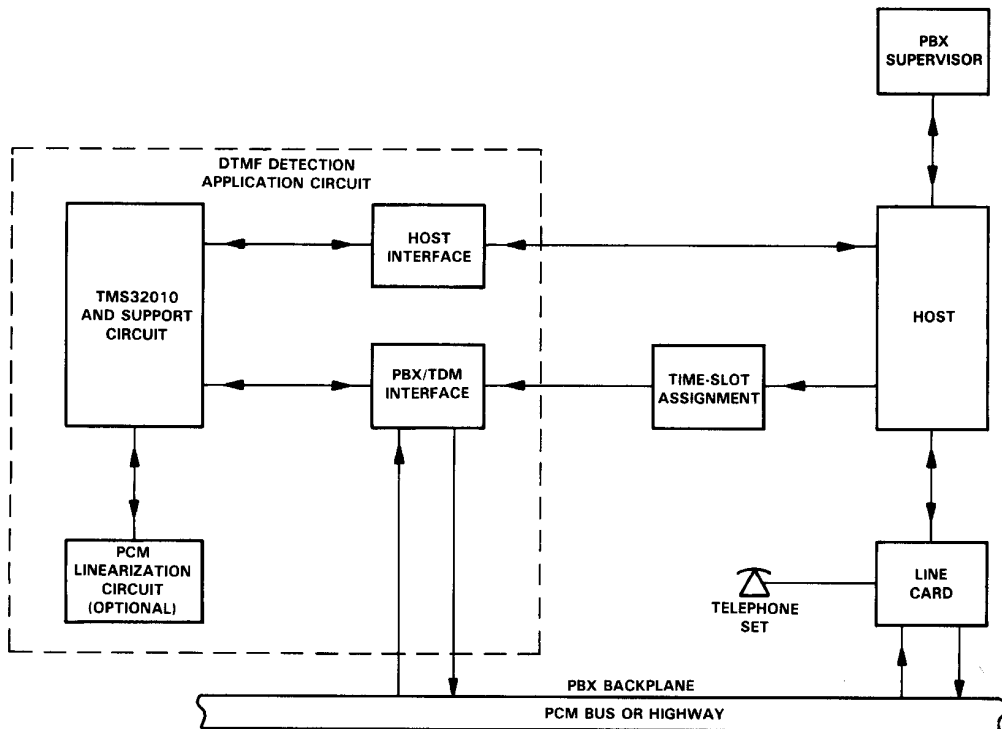 PBX
SUPERVISOR
DTMF DETECTION
APPLICATION CIRCUIT
TMS32010
AND SUPPORT
CIRCUIT
HOST
INTERFACE
HOST
PBX/TDM
INTERFACE
TIME-SLOT
ASSIGNMENT
PCM
LINEARIZATION
CIRCUIT
(OPTIONAL)
TELEPHONE
SET
LINE
CARD
PBX BACKPLANE
PCM BUS OR HIGHWAY